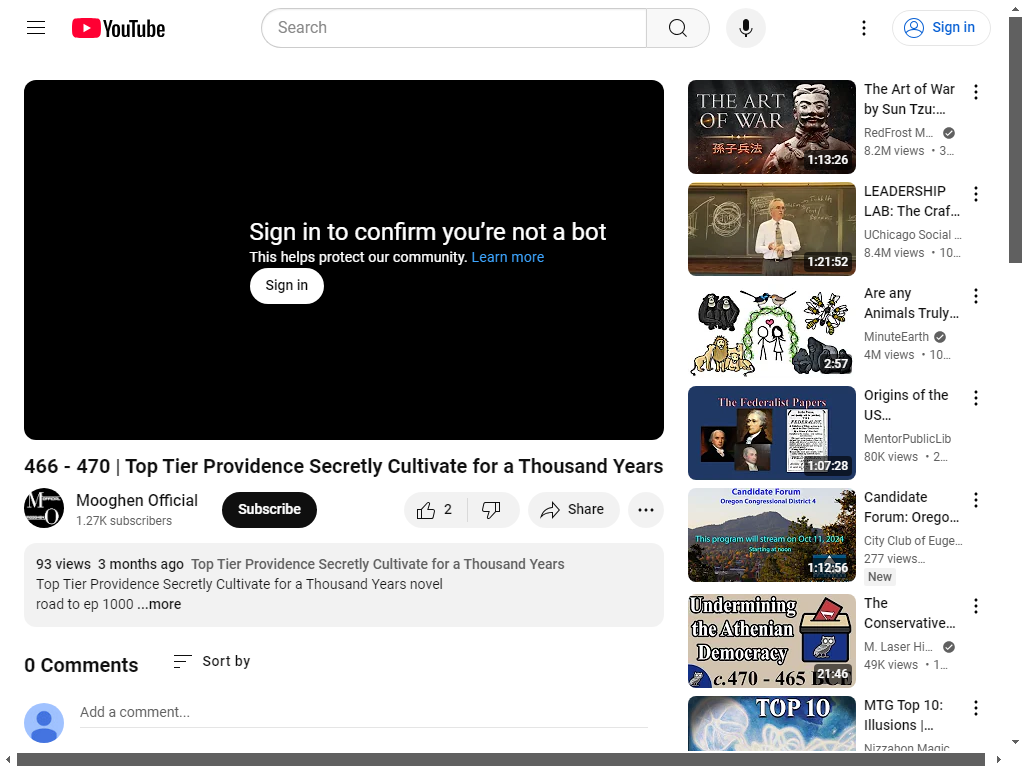 YouTube
Search
Sign in
Sign in to confirm you're not a bot
This helps protect our community. Learn more
Sign in
466 - 470 | Top Tier Providence Secretly Cultivate for a Thousand Years
Mooghen Official
1.27K subscribers
Subscribe
2
Share
93 views 3 months ago Top Tier Providence Secretly Cultivate for a Thousand Years
Top Tier Providence Secretly Cultivate for a Thousand Years novel
road to ep 1000 ...more
0 Comments
Sort by
Add a comment...
THE ART
OF WAR
孫子兵法
1:13:26
The Art of War
by Sun Tzu:...
RedFrost M...
8.2M views • 3...
1:21:52
LEADERSHIP
LAB: The Craf...
UChicago Social ...
8.4M views • 10...
2:57
Are any
Animals Truly...
MinuteEarth
4M views • 10...
The Federalist Papers
1:07:28
Origins of the
US...
MentorPublicLib
80K views • 2...
Candidate Forum
Oregon Congressional District 4
This program will stream on Oct 11, 2024
Starting at noon
1:12:56
Candidate
Forum: Orego...
City Club of Euge...
277 views...
New
Undermining
the Athenian
Democracy
c.470 - 465 BCE
21:46
The
Conservative...
M. Laser Hi...
49K views • 1...
TOP 10
MTG Top 10:
Illusions |...
Nizzahon Magic